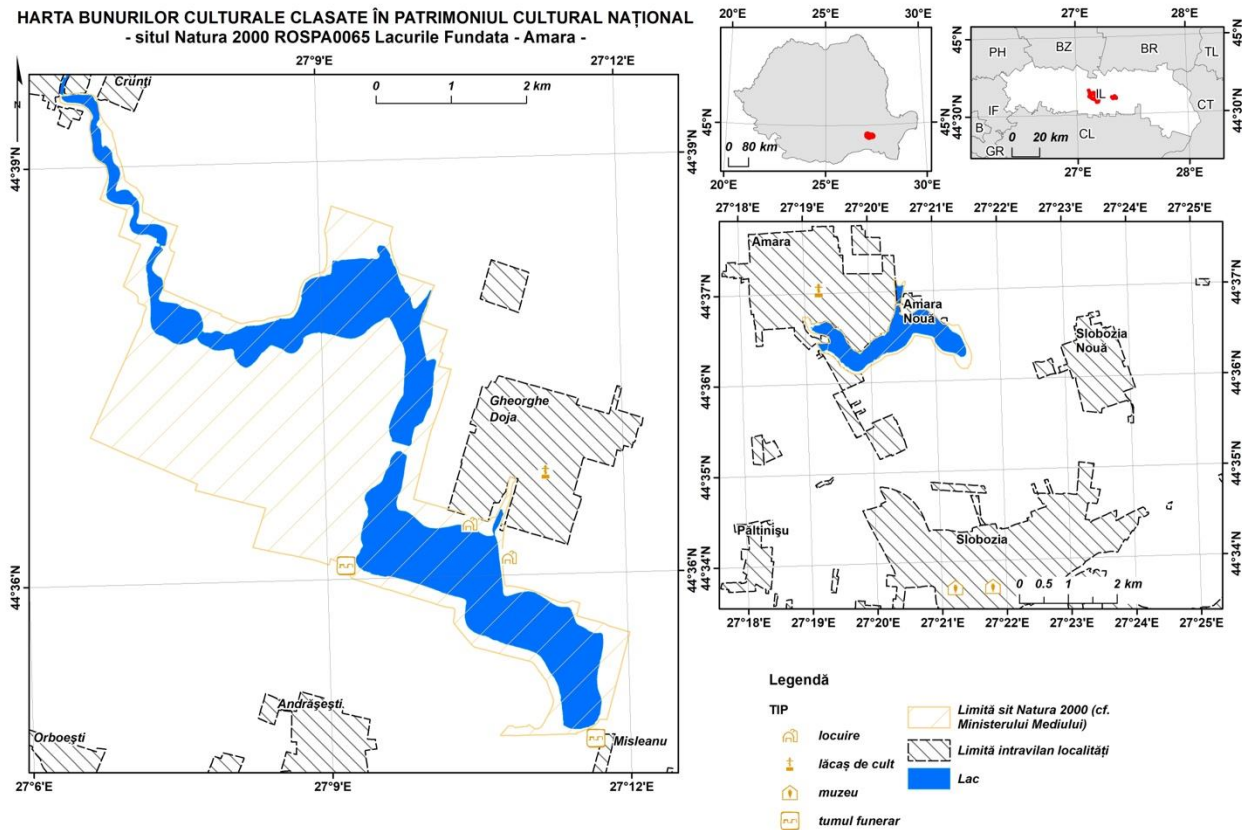 HARTA BUNURILOR CULTURALE CLASATE ÎN PATRIMONIUL CULTURAL NAȚIONAL
- situl Natura 2000 ROSPA0065 Lacurile Fundata - Amara -
27°9'E
27°12'E
Crunți
0 1 2 km
N
44°39'N
44°39'N
Gheorghe
Doja
44°36'N
44°36'N
Andrășești
Orboești
Misleanu
27°6'E
27°9'E
27°12'E
20°E
25°E
30°E
45°N
45°N
0 80 km
20°E
25°E
30°E
27°E
28°E
45°N
45°N
PH
BZ
BR
TL
IL
IF
CT
B
CL
GR
44°30'N
44°30'N
0 20 km
27°E
28°E
27°18'E
27°19'E
27°20'E
27°21'E
27°22'E
27°23'E
27°24'E
27°25'E
Amara
44°37'N
44°37'N
Amara
Nouă
Slobozia
Nouă
44°36'N
44°36'N
44°35'N
44°35'N
Păltinișu
Slobozia
44°34'N
44°34'N
0 0.5 1 2 km
27°18'E
27°19'E
27°20'E
27°21'E
27°22'E
27°23'E
27°24'E
27°25'E
Legendă
TIP
locuire
lăcaș de cult
muzeu
tumul funerar
Limită sit Natura 2000 (cf.
Ministerului Mediului)
Limită intravilan localități
Lac